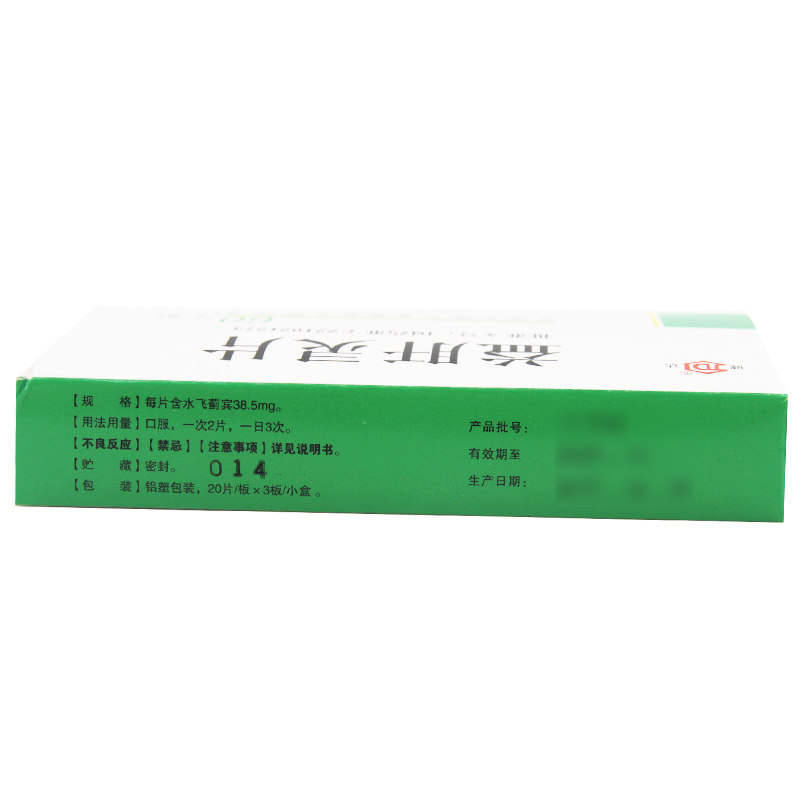 益肝灵片
【规 格】每片含水飞蓟宾38.5mg。
【用法用量】口服，一次2片，一日3次。
【不良反应】【禁忌】【注意事项】详见说明书。
【贮 藏】密封。
014
【包 装】铝塑包装，20片/板×3板/小盒。
产品批号：
有效期至
生产日期：